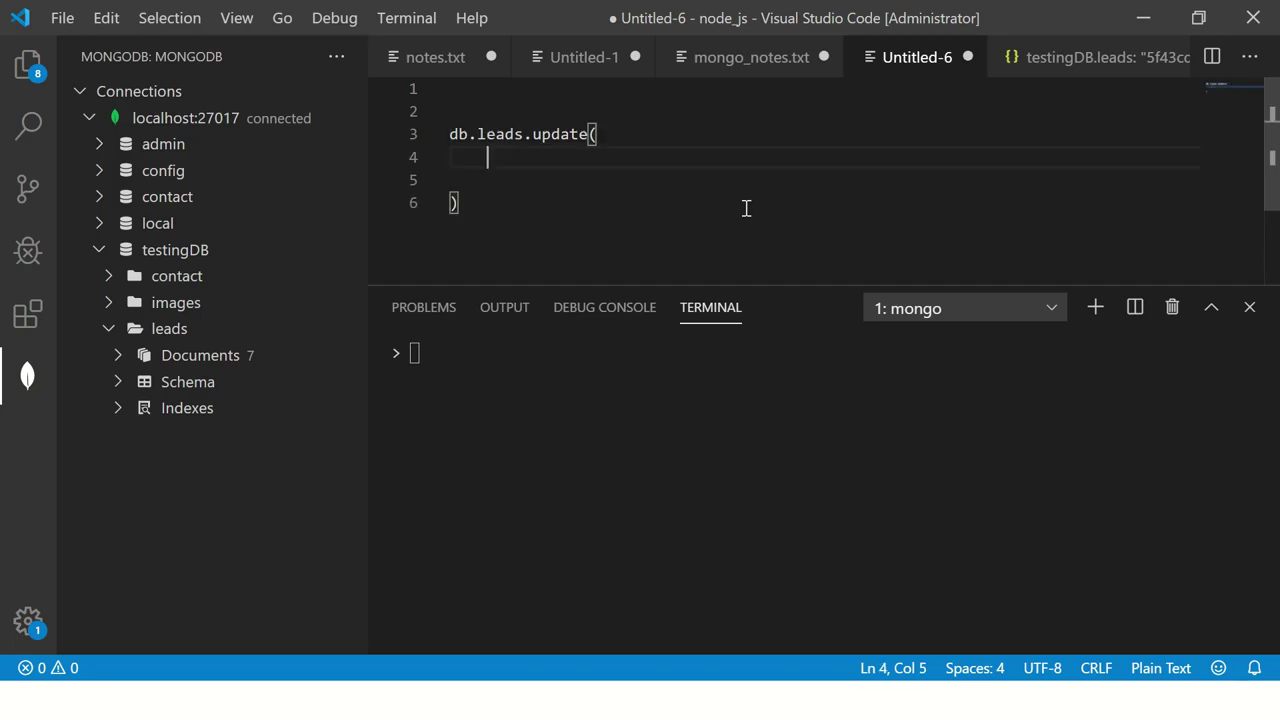 File Edit Selection View Go Debug Terminal Help ● Untitled-6 - node_js - Visual Studio Code [Administrator]
MONGODB: MONGODB
notes.txt Untitled-1 mongo_notes.txt Untitled-6 {} testingDB.leads: "5f43cc
8
Connections
localhost:27017 connected
admin
config
contact
local
testingDB
contact
images
leads
Documents 7
Schema
Indexes
1
2
3 db.leads.update(
4
5
6 )
PROBLEMS OUTPUT DEBUG CONSOLE TERMINAL 1: mongo
>
1
0 0 Ln 4, Col 5 Spaces: 4 UTF-8 CRLF Plain Text